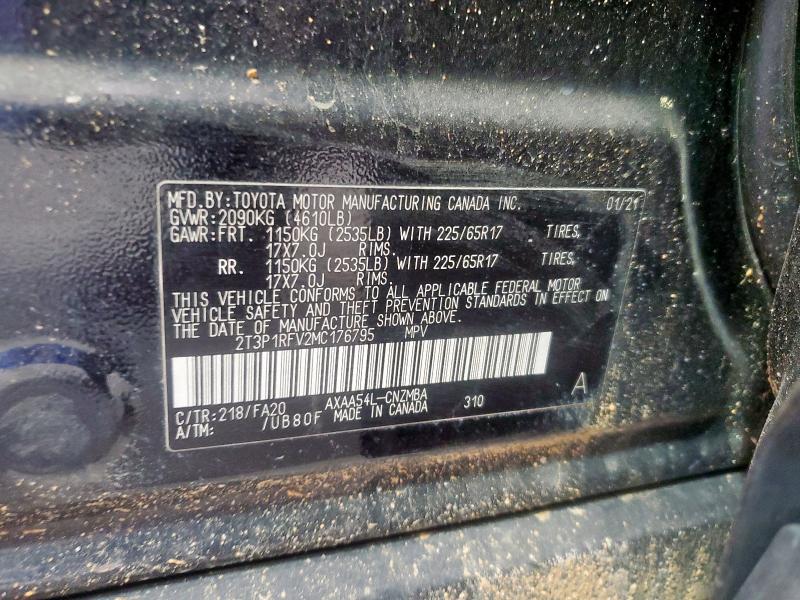 MFD.BY:TOYOTA MOTOR MANUFACTURING CANADA INC. 01/21
GVWR:2090KG (4610LB)
GAWR:FRT. 1150KG (2535LB) WITH 225/65R17 TIRES,
17X7.0J RIMS.
RR. 1150KG (2535LB) WITH 225/65R17 TIRES,
17X7.0J RIMS.
THIS VEHICLE CONFORMS TO ALL APPLICABLE FEDERAL MOTOR
VEHICLE SAFETY AND THEFT PREVENTION STANDARDS IN EFFECT ON
THE DATE OF MANUFACTURE SHOWN ABOVE.
2T3P1RFV2MC176795 MPV
A
C/TR:218/FA20 AXAA54L-CNZMBA 310
A/TM: /UB80F MADE IN CANADA